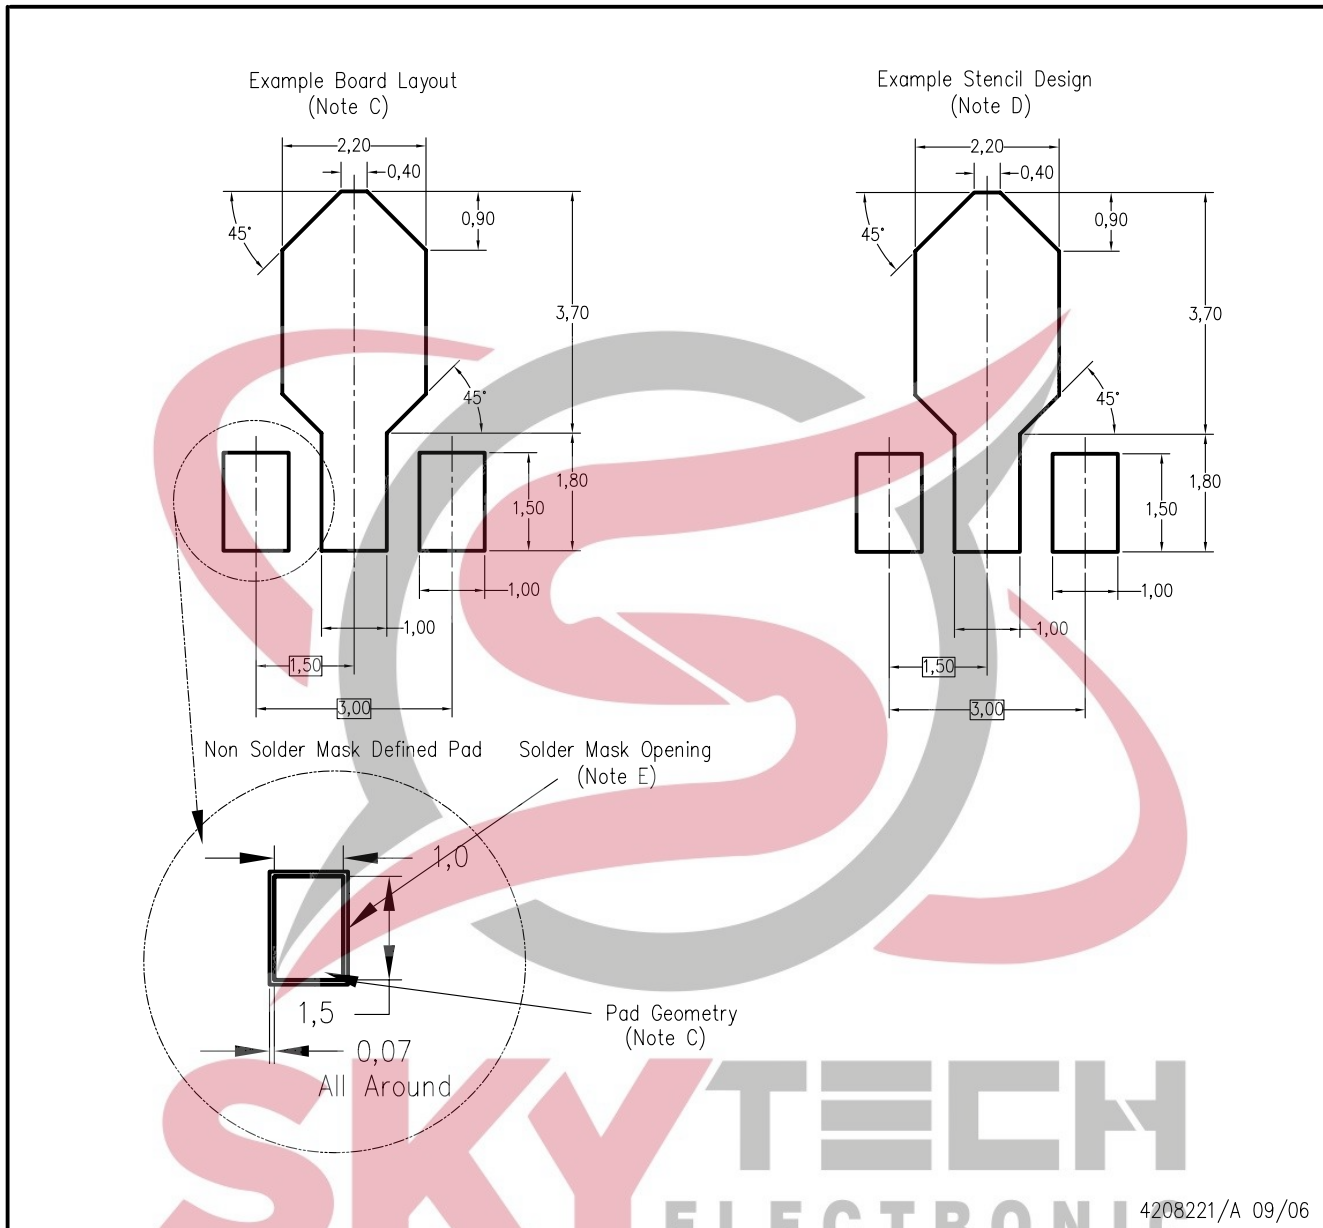 Example Board Layout
(Note C)
2,20
0,40
45°
0,90
3,70
45°
1,80
1,50
1,00
1,00
1,50
3,00
Example Stencil Design
(Note D)
2,20
0,40
45°
0,90
3,70
45°
1,80
1,50
1,00
1,00
1,50
3,00
Non Solder Mask Defined Pad
Solder Mask Opening
(Note E)
1,0
1,5
Pad Geometry
(Note C)
0,07
All Around
SKYTECH
ELECTRONIC
4208221/A 09/06